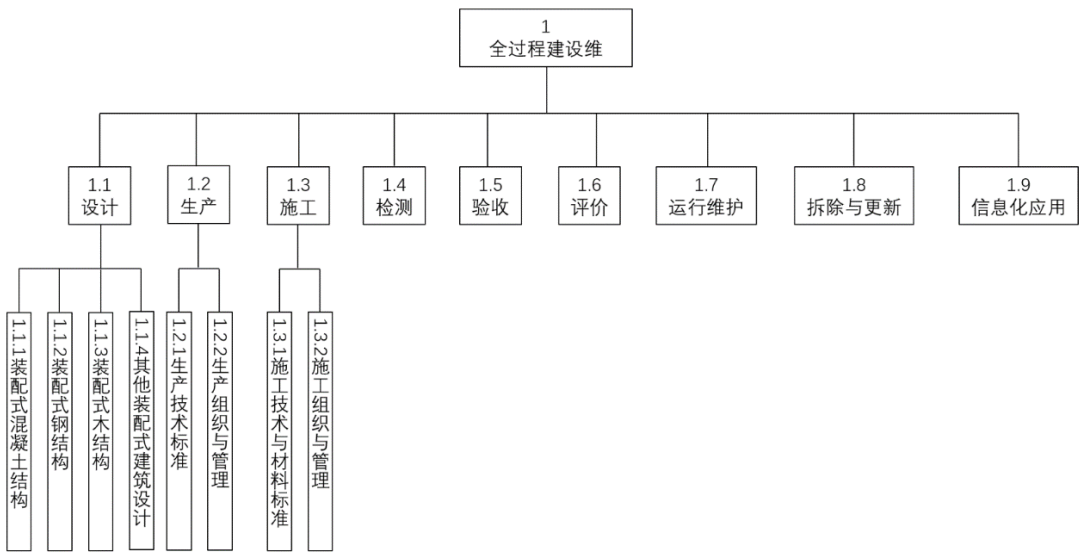 1
全过程建设维
1.1
设计
1.2
生产
1.3
施工
1.4
检测
1.5
验收
1.6
评价
1.7
运行维护
1.8
拆除与更新
1.9
信息化应用
1.1.1装配式混凝土结构
1.1.2装配式钢结构
1.1.3装配式木结构
1.1.4其他装配式建筑设计
1.2.1生产技术标准
1.2.2生产组织与管理
1.3.1施工技术与材料标准
1.3.2施工组织与管理